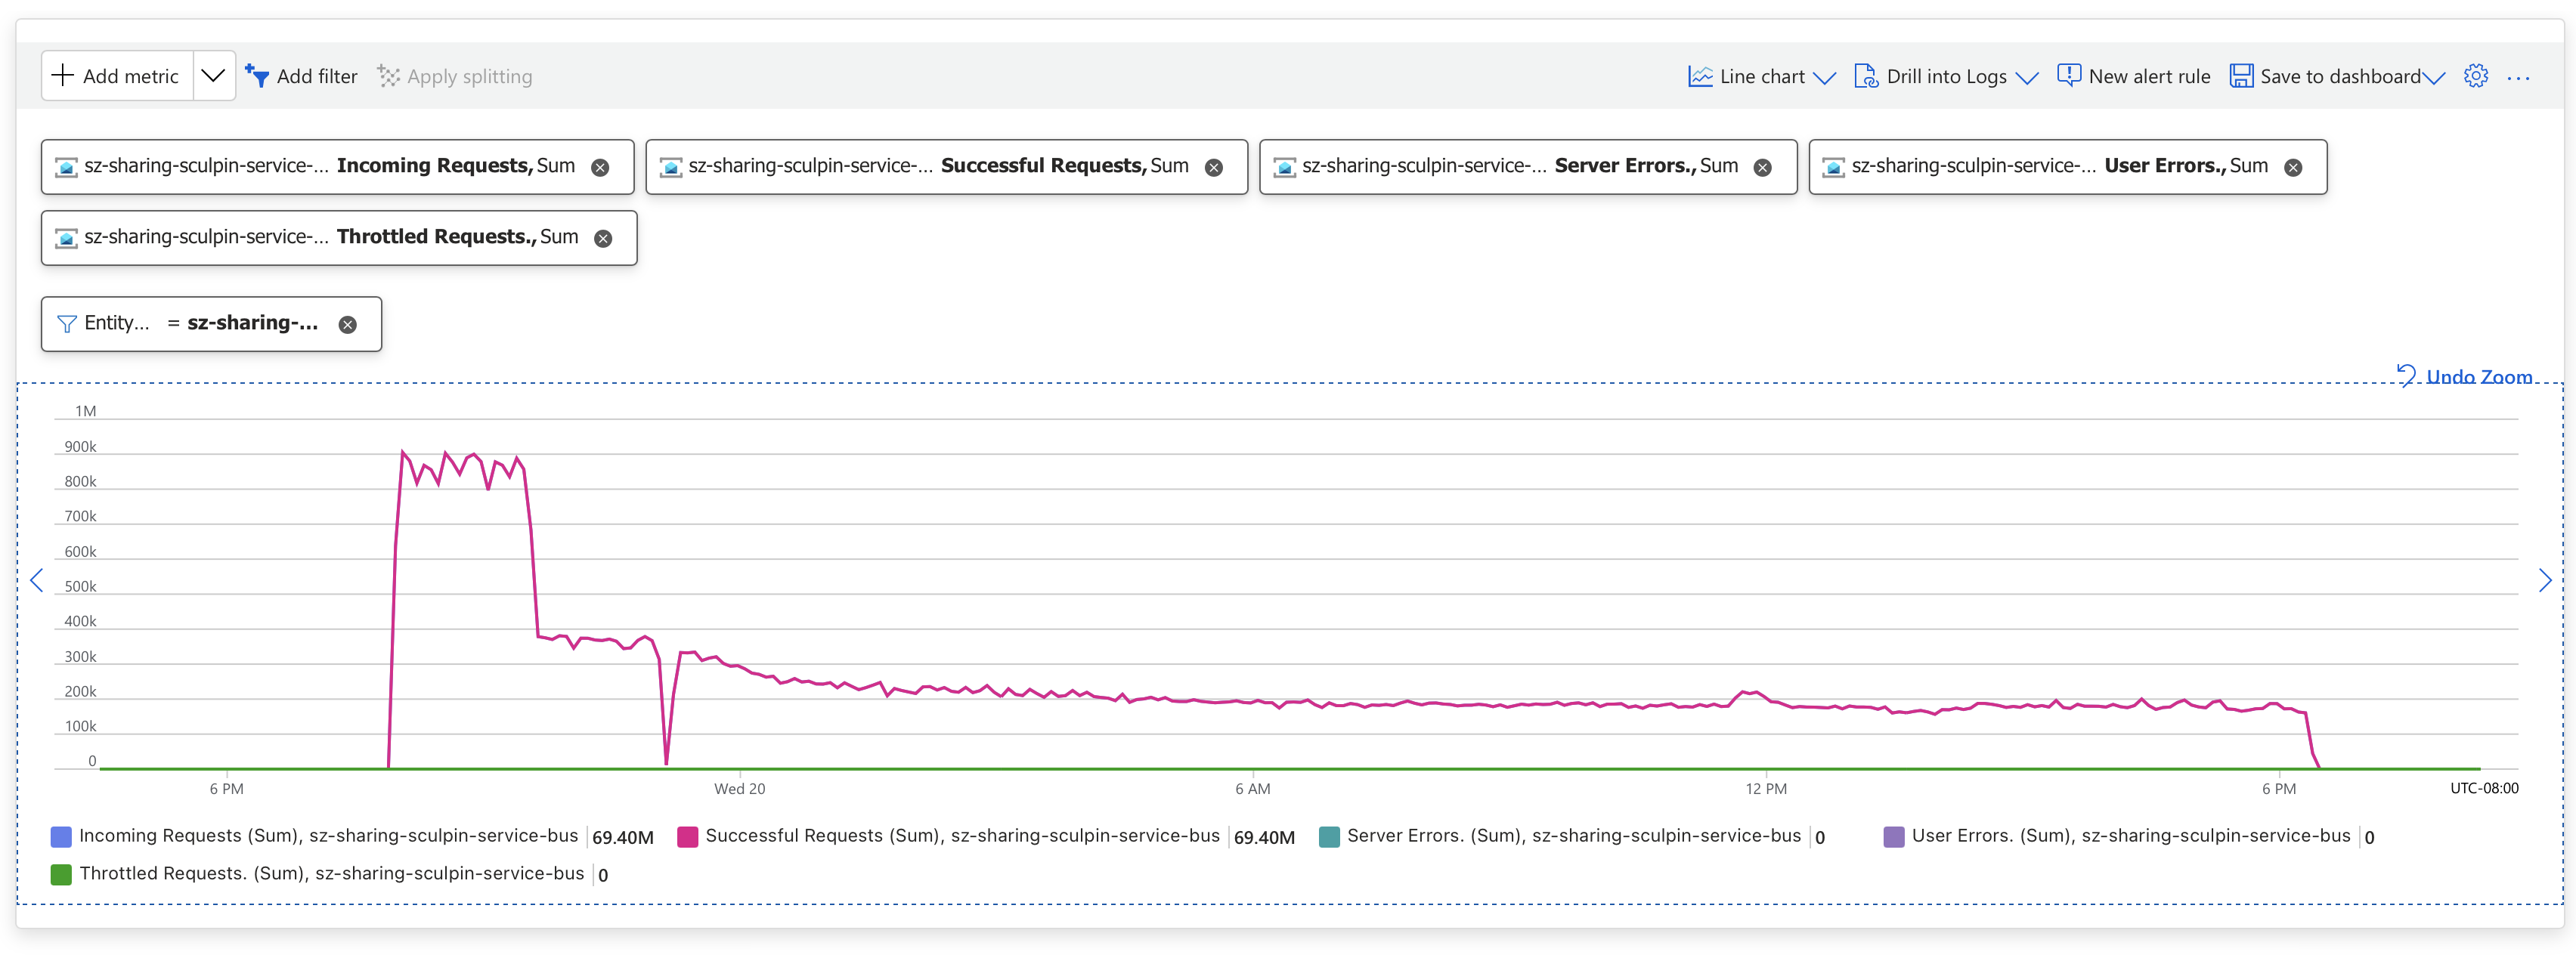 Add metric Add filter Apply splitting Line chart Drill into Logs New alert rule Save to dashboard ...
sz-sharing-sculpin-service-... Incoming Requests, Sum sz-sharing-sculpin-service-... Successful Requests, Sum sz-sharing-sculpin-service-... Server Errors., Sum sz-sharing-sculpin-service-... User Errors., Sum
sz-sharing-sculpin-service-... Throttled Requests., Sum
Entity... = sz-sharing-...
Undo Zoom
1M
900k
800k
700k
600k
500k
400k
300k
200k
100k
0
6 PM Wed 20 6 AM 12 PM 6 PM UTC-08:00
Incoming Requests (Sum), sz-sharing-sculpin-service-bus 69.40M Successful Requests (Sum), sz-sharing-sculpin-service-bus 69.40M Server Errors. (Sum), sz-sharing-sculpin-service-bus 0 User Errors. (Sum), sz-sharing-sculpin-service-bus 0
Throttled Requests. (Sum), sz-sharing-sculpin-service-bus 0